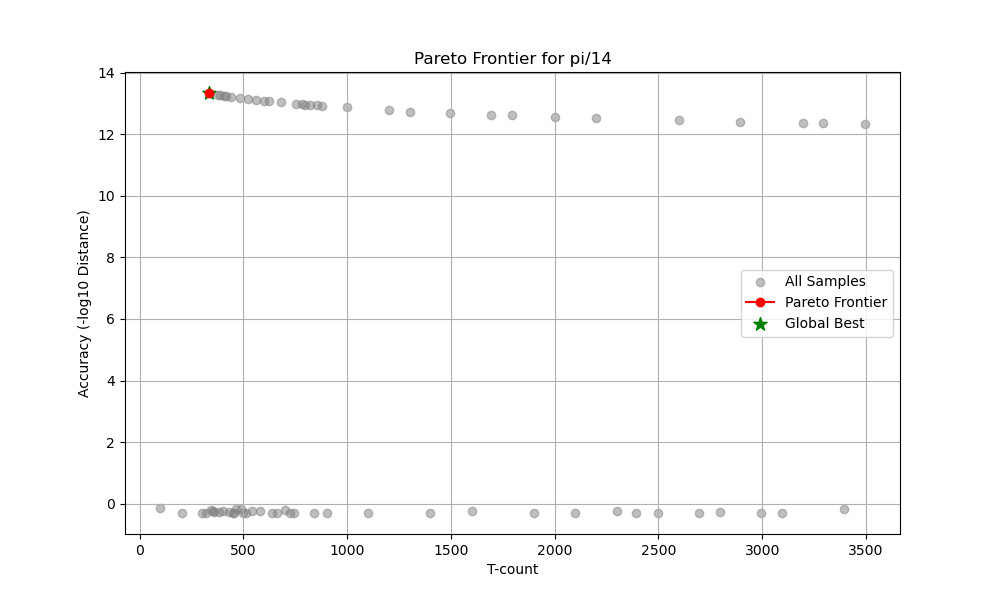 Pareto Frontier for pi/14
Accuracy (-log10 Distance)
14
12
10
8
6
4
2
0
All Samples
Pareto Frontier
Global Best
0 500 1000 1500 2000 2500 3000 3500
T-count